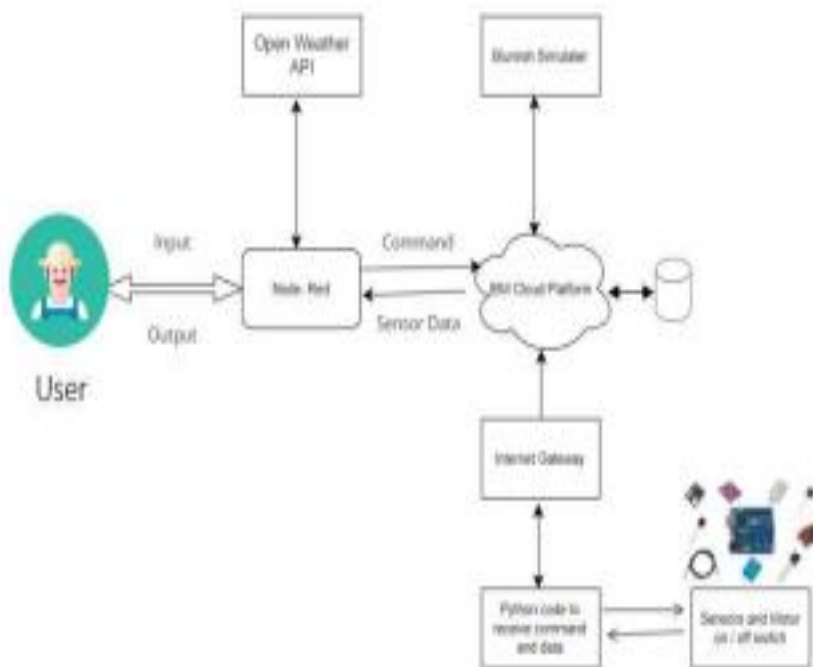 Open Weather
API
Simulator
Input
Command
Node-Red
IBM Cloud Platform
Output
Sensor Data
User
Internet Gateway
Python code to
receive command
and data
Sensors and Motor
on / off switch